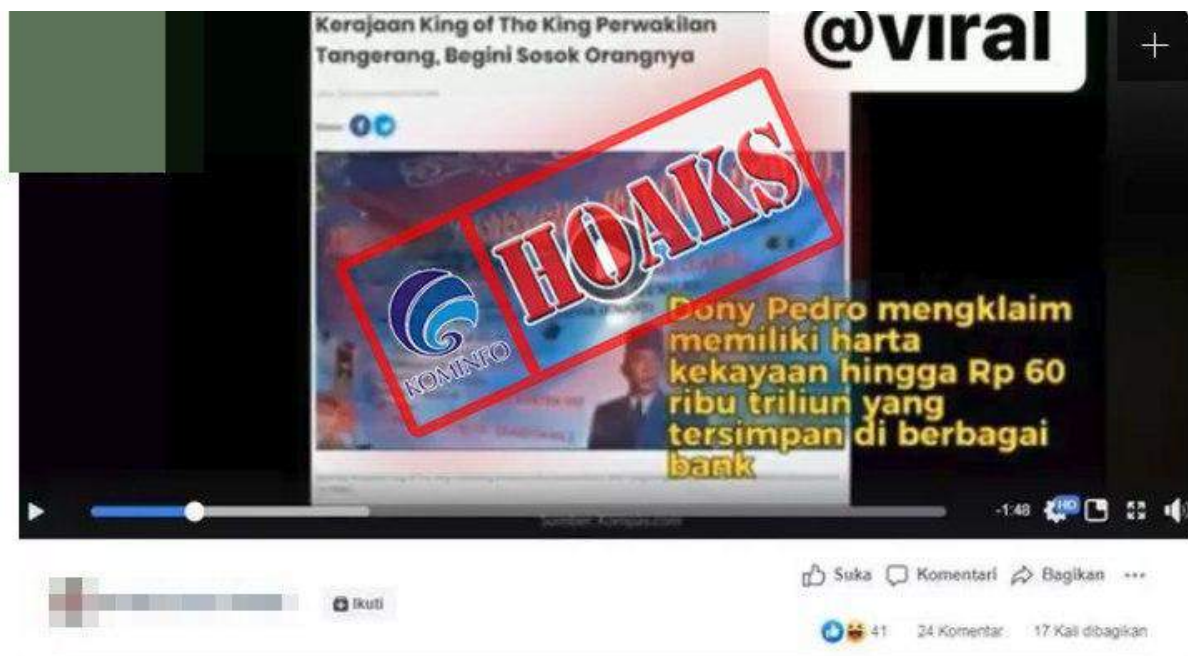 Kerajaan King of The King Perwakilan
Tangerang, Begini Sosok Orangnya
@viral
HOAKS
KOMINFO
Dony Pedro mengklaim
memiliki harta
kekayaan hingga Rp 60
ribu triliun yang
tersimpan di berbagai
bank
Sumber: Kompas.com
-1:48
HD
Ikuti
Suka
Komentari
Bagikan
41
24 Komentar
17 Kali dibagikan